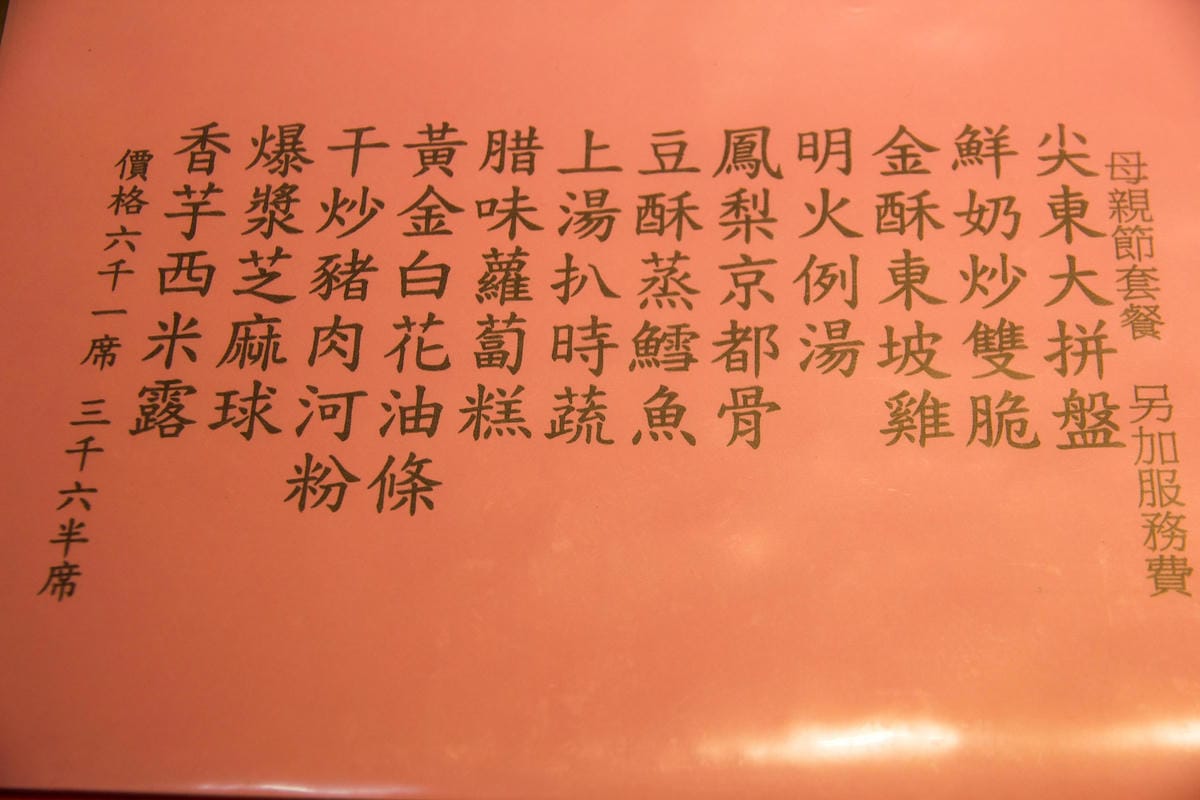 母親節套餐 另加服務費
尖東大拼盤
鮮奶炒雙脆
金酥東坡雞
明火例湯
鳳梨京都骨
豆酥蒸鱈魚
上湯扒時蔬
腊味蘿蔔糕
黃金白花油條
干炒豬肉河粉
爆漿芝麻球
香芋西米露
價格六千一席 三千六半席